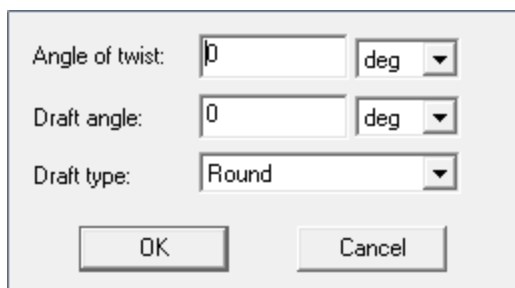 Angle of twist: 0 deg
Draft angle: 0 deg
Draft type: Round
OK Cancel